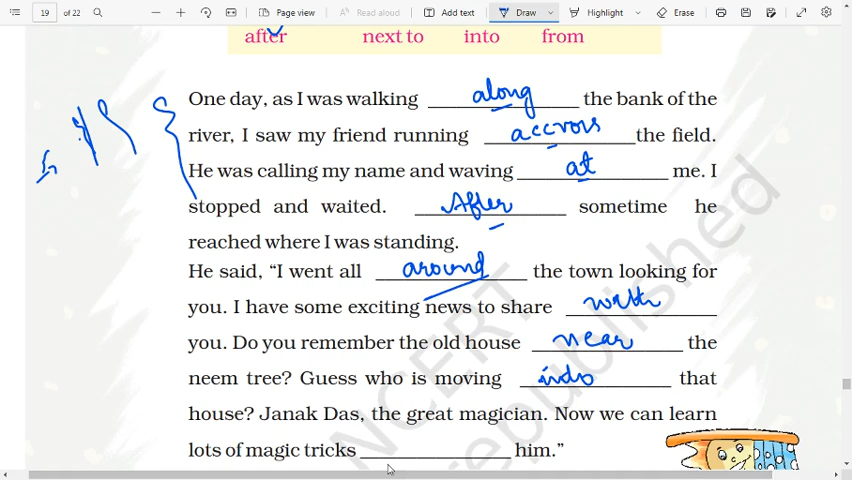 19 of 22 Page view Read aloud Add text Draw Highlight Erase
after next to into from
One day, as I was walking along the bank of the
river, I saw my friend running accross the field.
He was calling my name and waving at me. I
stopped and waited. After sometime he
reached where I was standing.
He said, “I went all around the town looking for
you. I have some exciting news to share with
you. Do you remember the old house near the
neem tree? Guess who is moving into that
house? Janak Das, the great magician. Now we can learn
lots of magic tricks ____________ him.”
NCERT
republished